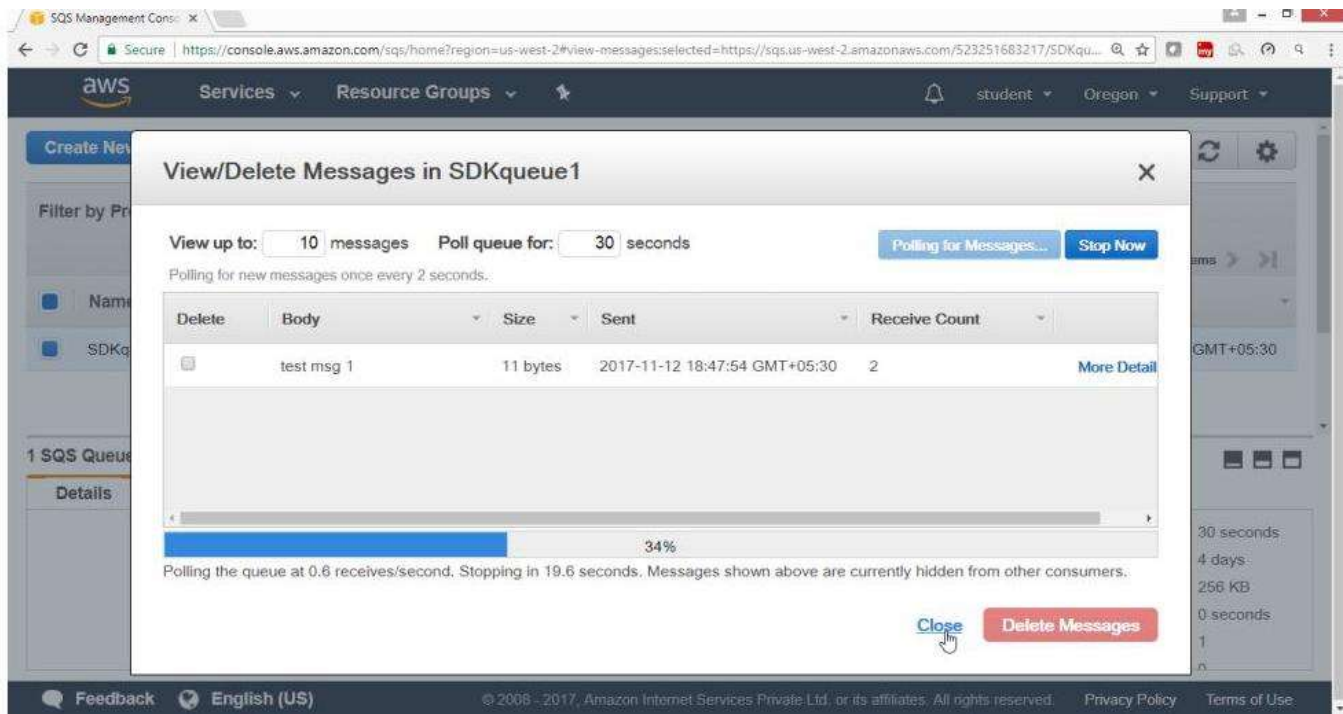 SQS Management Cons
Secure https://console.aws.amazon.com/sqs/home?region=us-west-2#view-messages:selected=https://sqs.us-west-2.amazonaws.com/523251683217/SDKqu...
aws Services Resource Groups student Oregon Support
Create New
View/Delete Messages in SDKqueue1
Filter by Pr
View up to: 10 messages Poll queue for: 30 seconds Polling for Messages... Stop Now
Polling for new messages once every 2 seconds.
ems
Name
Delete Body Size Sent Receive Count
SDKq
GMT+05:30
test msg 1 11 bytes 2017-11-12 18:47:54 GMT+05:30 2 More Detail
1 SQS Queue
Details
34%
30 seconds
Polling the queue at 0.6 receives/second. Stopping in 19.6 seconds. Messages shown above are currently hidden from other consumers.
4 days
256 KB
0 seconds
Close Delete Messages
1
Feedback English (US) © 2008 - 2017, Amazon Internet Services Private Ltd. or its affiliates. All rights reserved. Privacy Policy Terms of Use